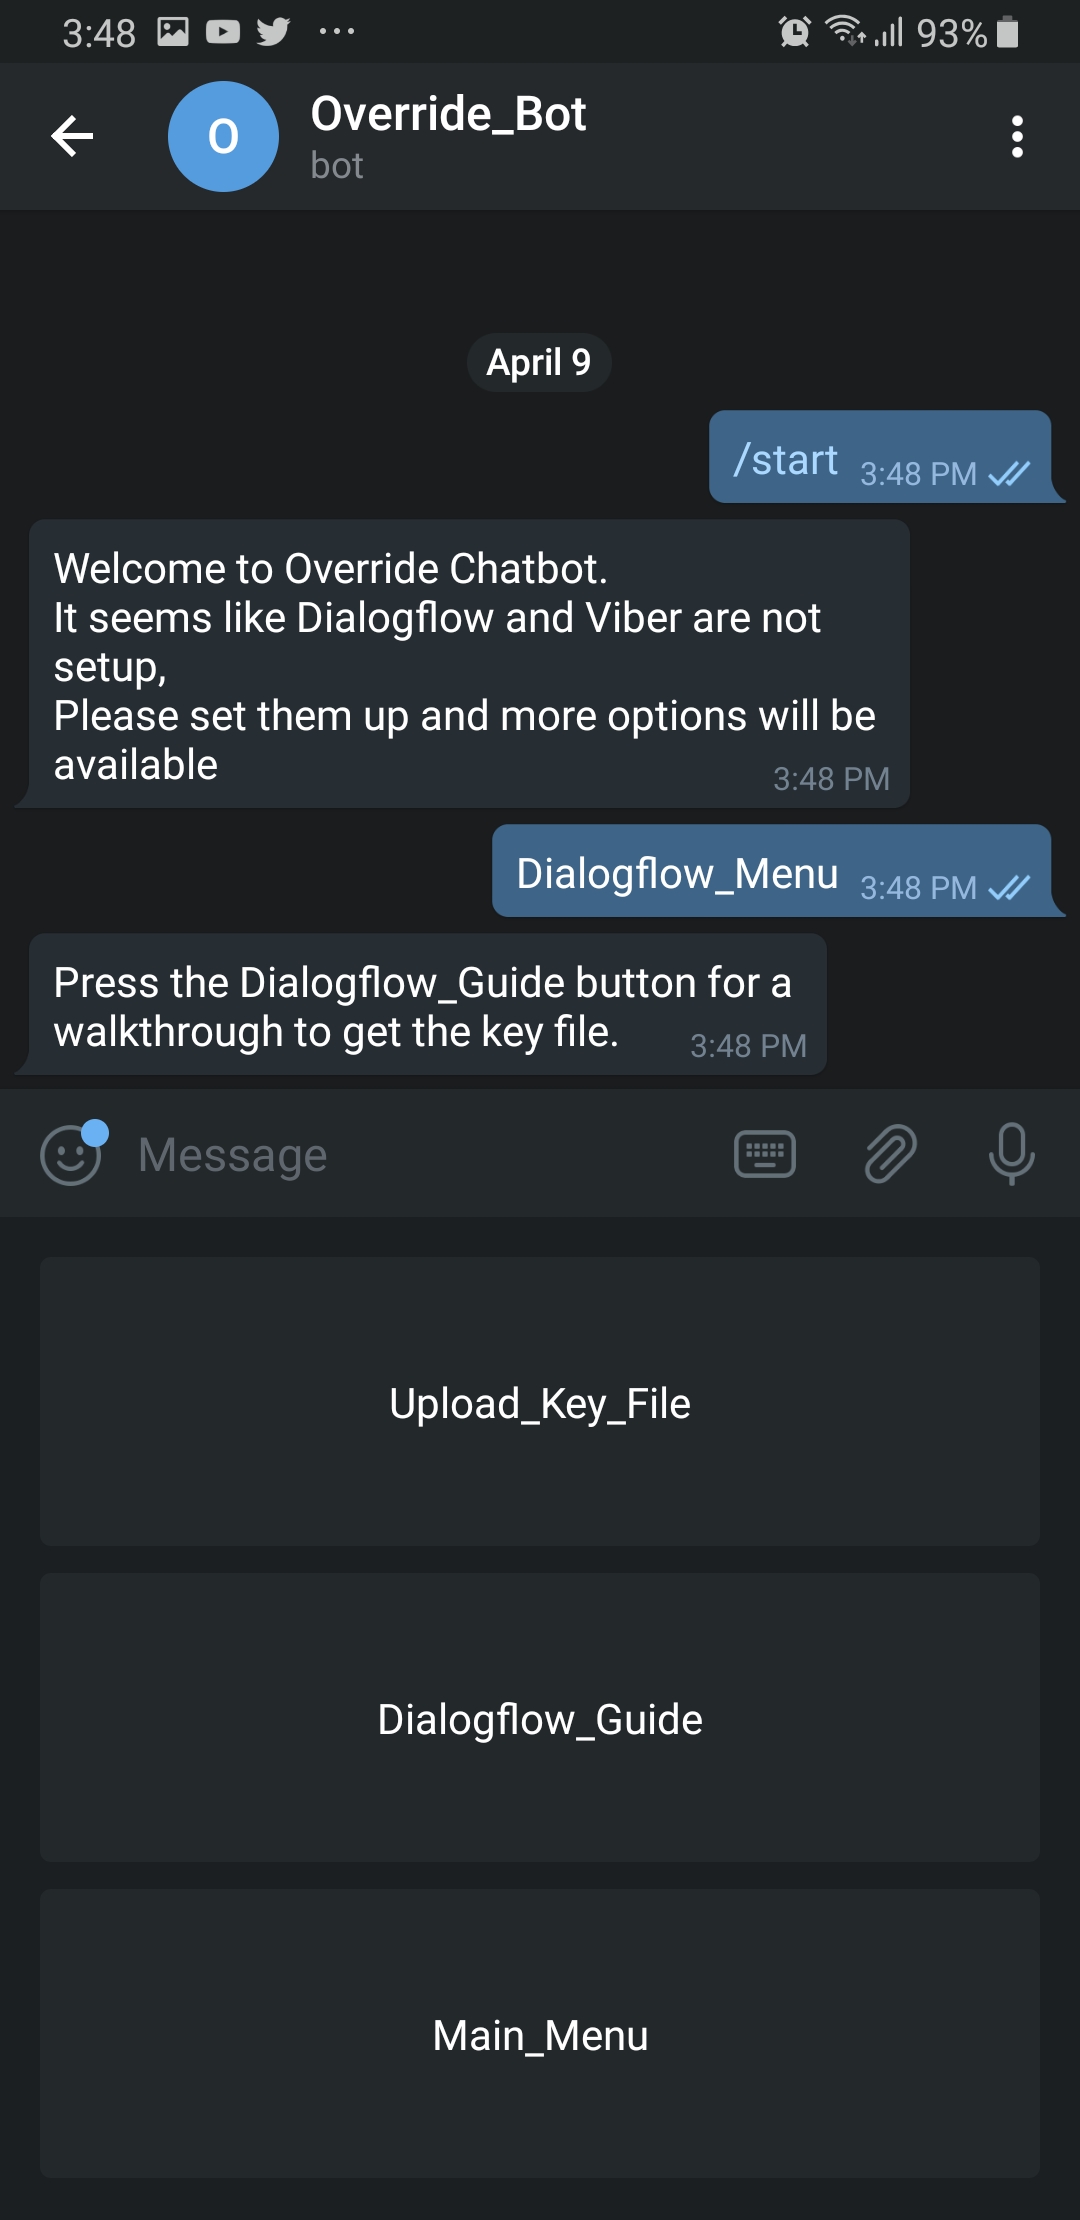 3:48
93%
O
Override_Bot
bot
April 9
/start 3:48 PM
Welcome to Override Chatbot.
It seems like Dialogflow and Viber are not
setup,
Please set them up and more options will be
available 3:48 PM
Dialogflow_Menu 3:48 PM
Press the Dialogflow_Guide button for a
walkthrough to get the key file. 3:48 PM
Message
Upload_Key_File
Dialogflow_Guide
Main_Menu